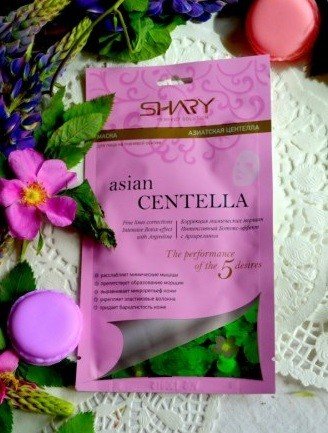 SHARY
МАСКА АЗИАТСКАЯ ЦЕНТЕЛЛА
asian
CENTELLA
Fine lines corrections
Intensive Botox-effect
with Argireline
Коррекция мимических морщин
Интенсивный Ботокс-эффект
с Аргирелином
The performance
of the 5 desires
расслабляет мимические мышцы
препятствует образованию морщин
выравнивает микрорельеф кожи
укрепляет эластиновые волокна
придает бархатистость коже